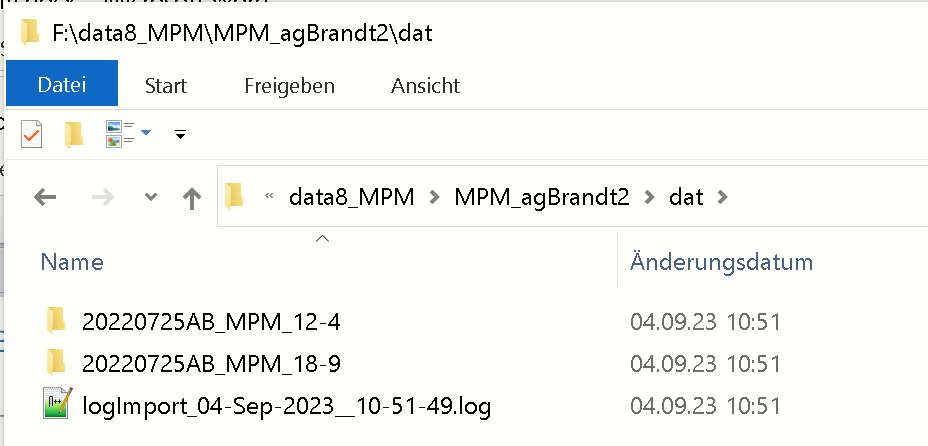 F:\data8_MPM\MPM_agBrandt2\dat
Datei Start Freigeben Ansicht
« data8_MPM > MPM_agBrandt2 > dat >
Name Änderungsdatum
20220725AB_MPM_12-4 04.09.23 10:51
20220725AB_MPM_18-9 04.09.23 10:51
logImport_04-Sep-2023__10-51-49.log 04.09.23 10:51